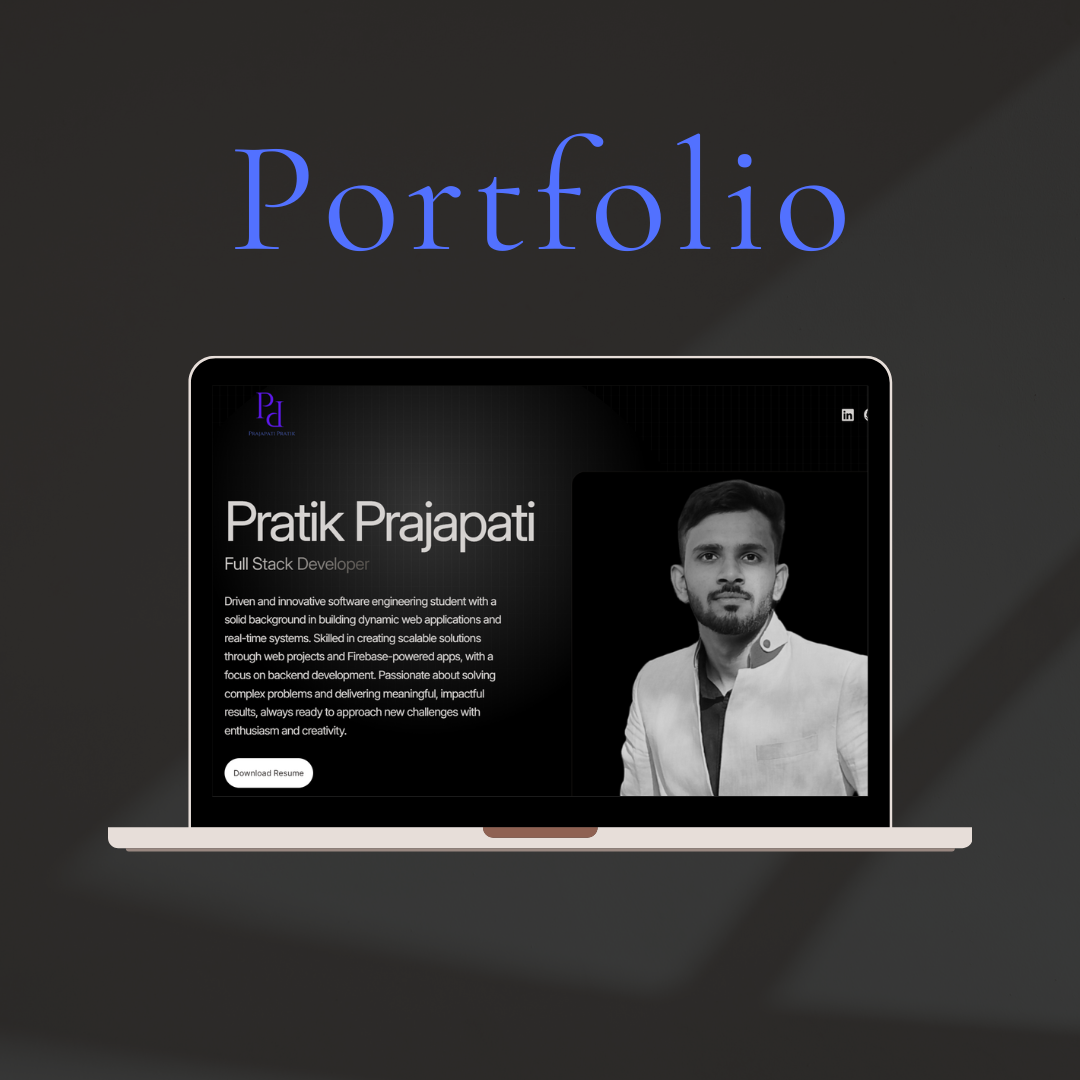 Portfolio
Pd
PRAJAPATI PRATIK
in
Pratik Prajapati
Full Stack Developer
Driven and innovative software engineering student with a
solid background in building dynamic web applications and
real-time systems. Skilled in creating scalable solutions
through web projects and Firebase-powered apps, with a
focus on backend development. Passionate about solving
complex problems and delivering meaningful, impactful
results, always ready to approach new challenges with
enthusiasm and creativity.
Download Resume